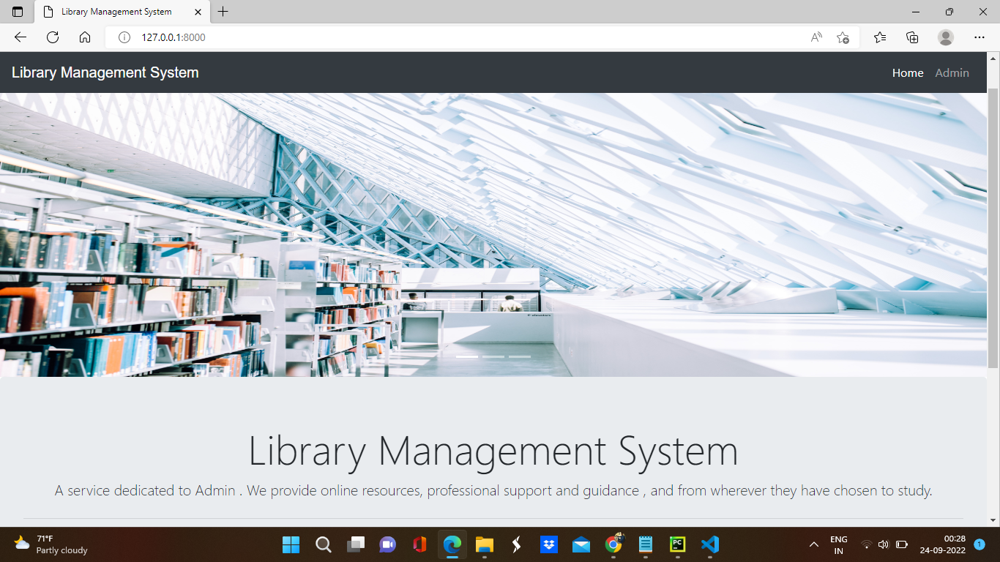 Library Management System
127.0.0.1:8000
Library Management System
Home Admin
Library Management System
A service dedicated to Admin . We provide online resources, professional support and guidance , and from wherever they have chosen to study.
71°F
Partly cloudy
PC
ENG
IN
00:28
24-09-2022
1